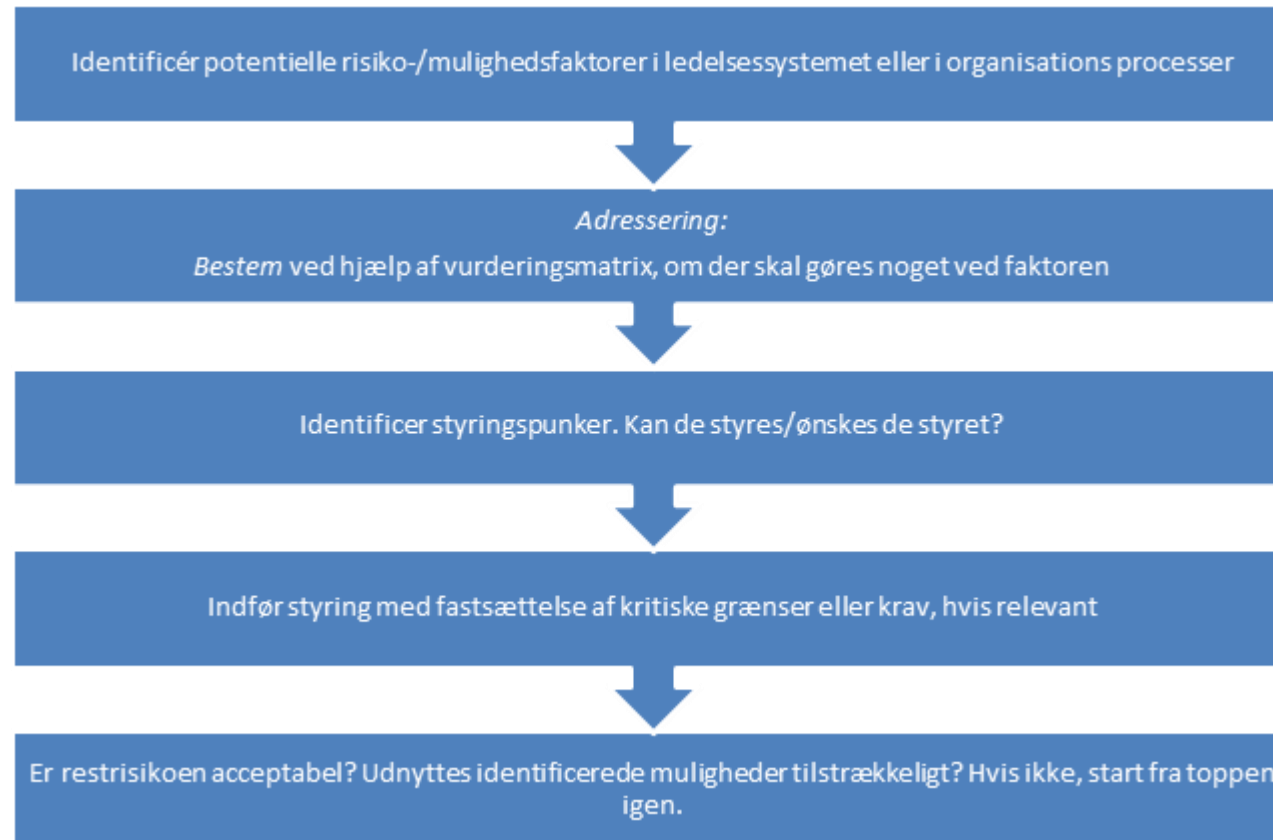 Identificér potentielle risiko-/mulighedsfaktorer i ledelsessystemet eller i organisations processer
Adressering:
Bestem ved hjælp af vurderingsmatrix, om der skal gøres noget ved faktoren
Identificer styringspunker. Kan de styres/ønskes de styret?
Indfør styring med fastsættelse af kritiske grænser eller krav, hvis relevant
Er restrisikoen acceptabel? Udnyttes identificerede muligheder tilstrækkeligt? Hvis ikke, start fra toppen
igen.